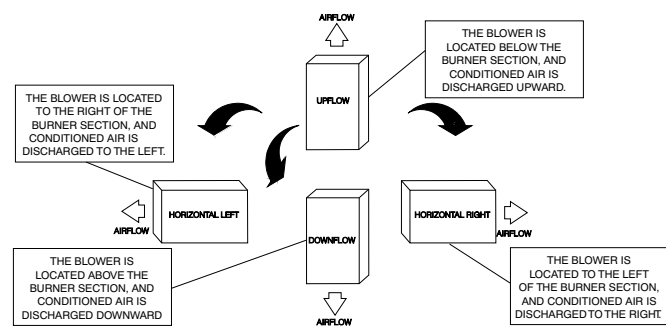 AIRFLOW
THE BLOWER IS
LOCATED BELOW THE
BURNER SECTION, AND
CONDITIONED AIR IS
DISCHARGED UPWARD.
UPFLOW
THE BLOWER IS LOCATED
TO THE RIGHT OF THE
BURNER SECTION, AND
CONDITIONED AIR IS
DISCHARGED TO THE LEFT.
HORIZONTAL LEFT
AIRFLOW
HORIZONTAL RIGHT
AIRFLOW
DOWNFLOW
THE BLOWER IS
LOCATED ABOVE THE
BURNER SECTION, AND
CONDITIONED AIR IS
DISCHARGED DOWNWARD
THE BLOWER IS
LOCATED TO THE LEFT
OF THE BURNER SECTION,
AND CONDITIONED AIR IS
DISCHARGED TO THE RIGHT.
AIRFLOW